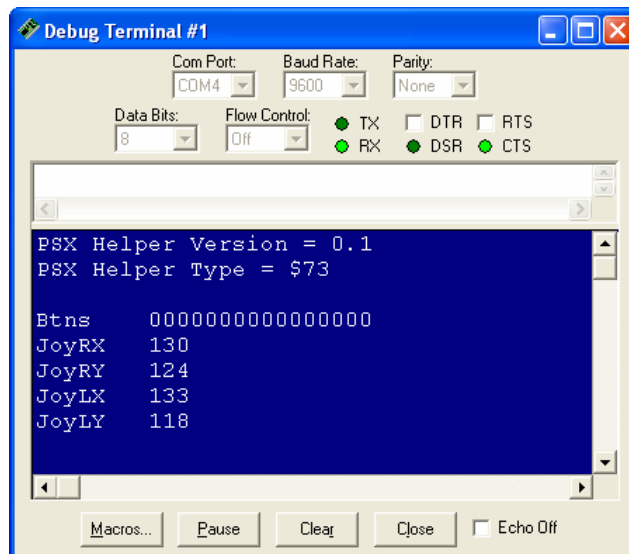 Debug Terminal #1
Com Port: Baud Rate: Parity:
COM4 9600 None
Data Bits: Flow Control: TX DTR RTS
8 Off RX DSR CTS
PSX Helper Version = 0.1
PSX Helper Type = $73
Btns 0000000000000000
JoyRX 130
JoyRY 124
JoyLX 133
JoyLY 118
Macros... Pause Clear Close Echo Off